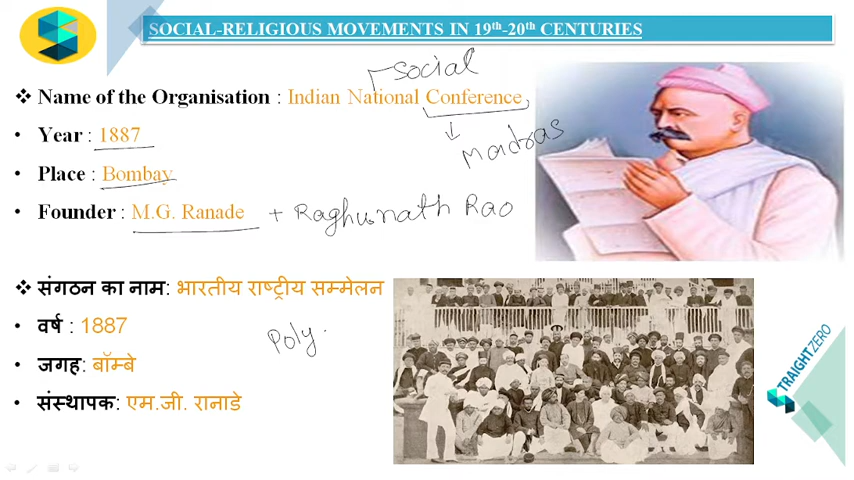 SOCIAL-RELIGIOUS MOVEMENTS IN 19th-20th CENTURIES
Social
❖ Name of the Organisation : Indian National Conference
Madras
• Year : 1887
• Place : Bombay
• Founder : M.G. Ranade + Raghunath Rao
❖ संगठन का नाम: भारतीय राष्ट्रीय सम्मेलन
• वर्ष : 1887
Poly.
• जगह: बॉम्बे
• संस्थापक: एम.जी. रानाडे
TRAIGHTZERO